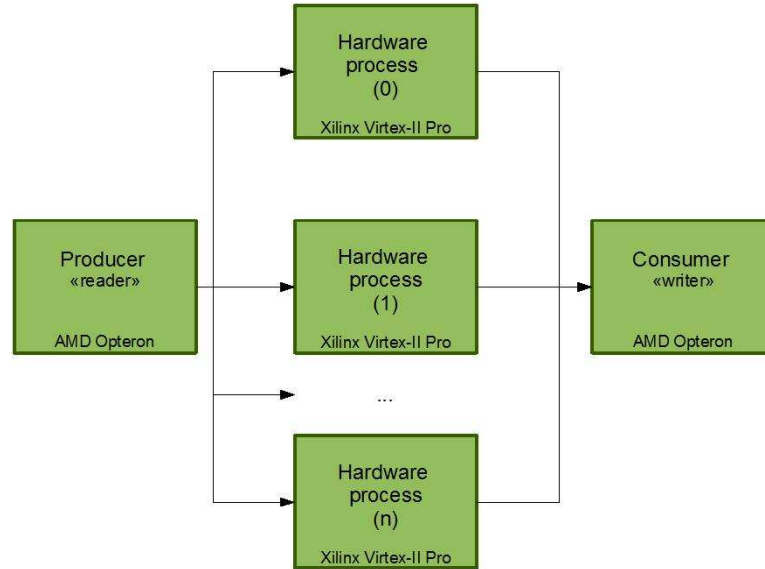 Hardware
process
(0)
Xilinx Virtex-II Pro
Producer
«reader»
AMD Opteron
Hardware
process
(1)
Xilinx Virtex-II Pro
Consumer
«writer»
AMD Opteron
...
Hardware
process
(n)
Xilinx Virtex-II Pro